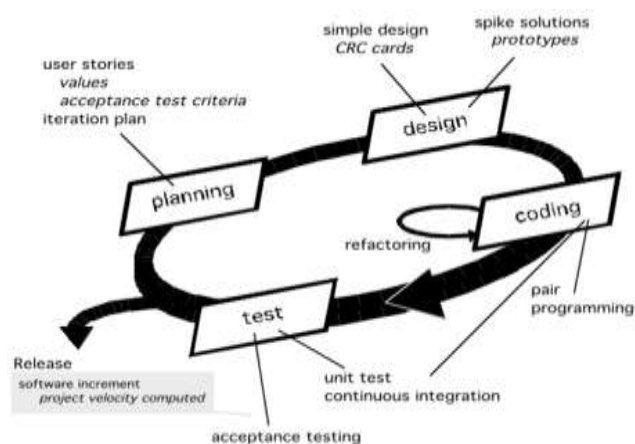 simple design
CRC cards
spike solutions
prototypes
user stories
values
acceptance test criteria
iteration plan
design
planning
coding
refactoring
test
pair
programming
Release
software increment
project velocity computed
unit test
continuous integration
acceptance testing